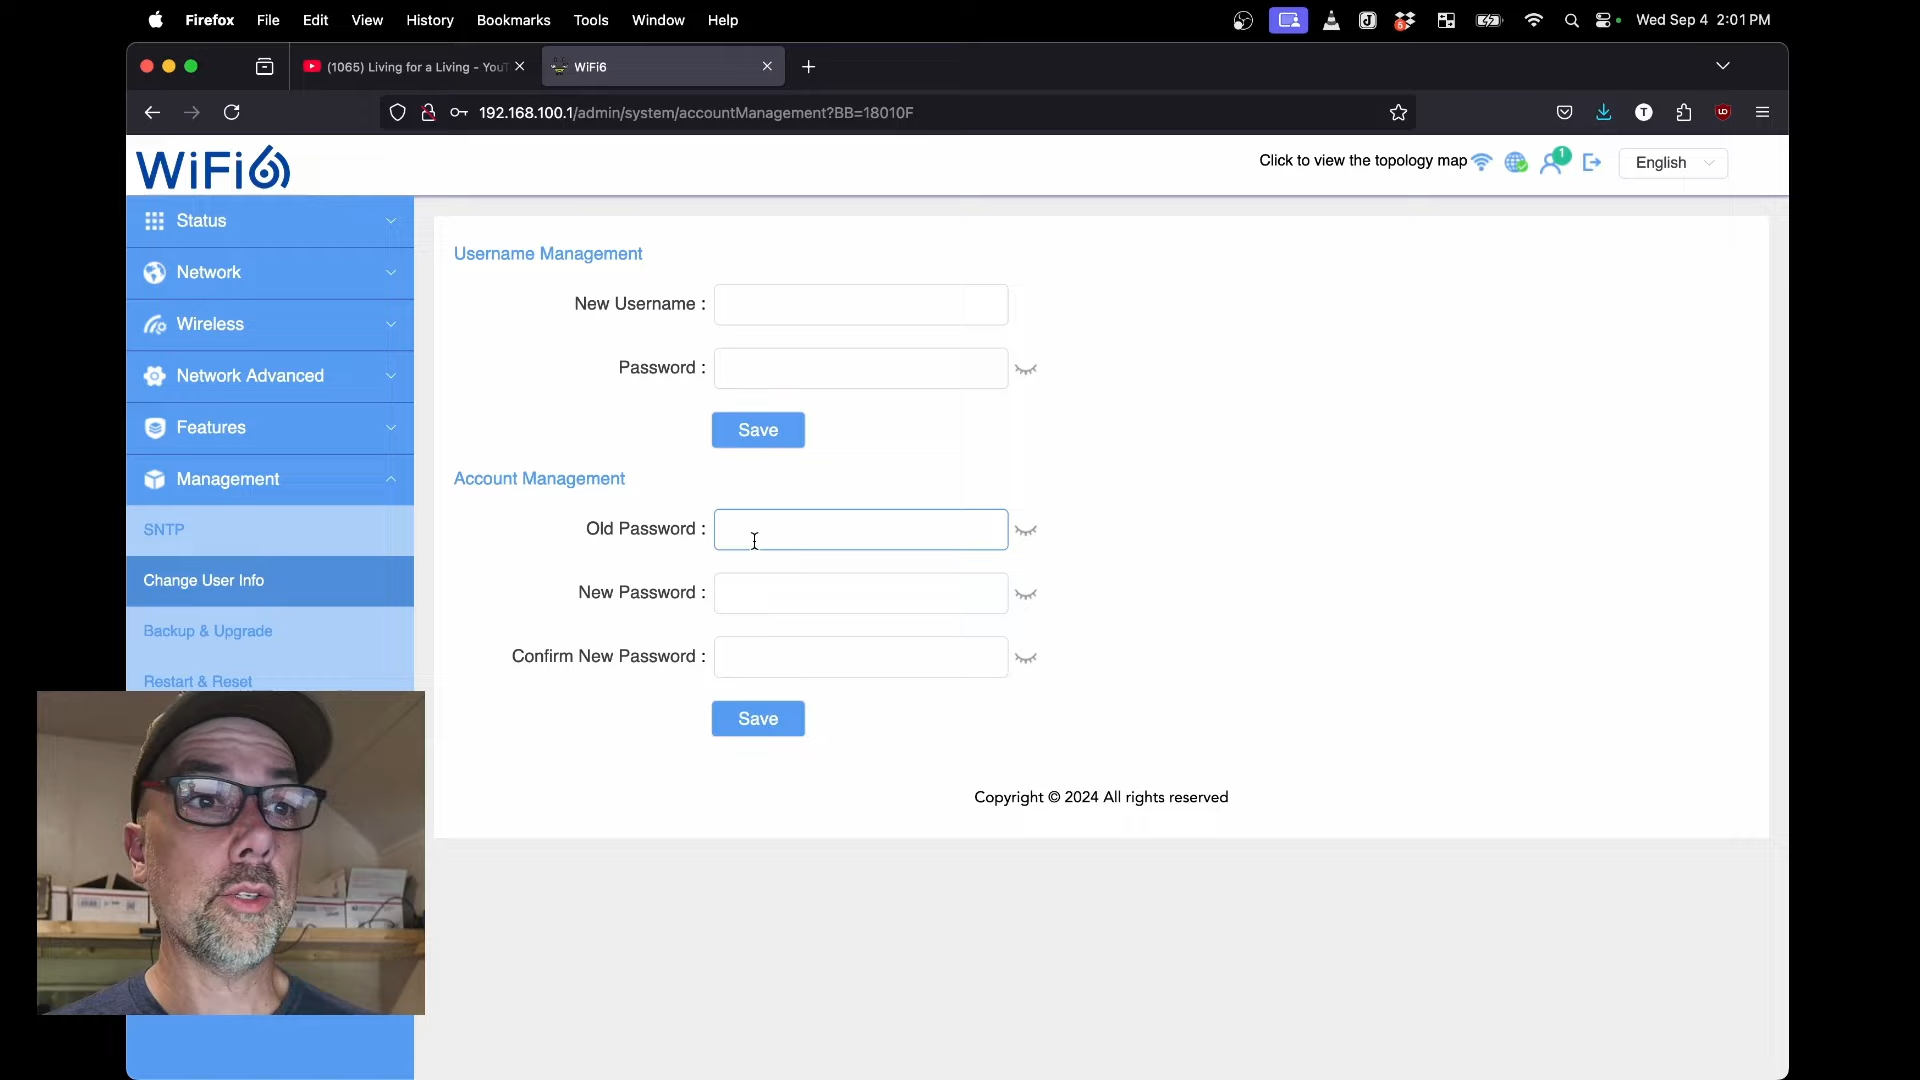 Firefox File Edit View History Bookmarks Tools Window Help Wed Sep 4 2:01 PM
(1065) Living for a Living - YouT
WiFi6
192.168.100.1/admin/system/accountManagement?BB=18010F
WiFi6
Click to view the topology map
1
English
Status
Network
Wireless
Network Advanced
Features
Management
SNTP
Change User Info
Backup & Upgrade
Restart & Reset
Username Management
New Username :
Password :
Save
Account Management
Old Password :
New Password :
Confirm New Password :
Save
Copyright © 2024 All rights reserved